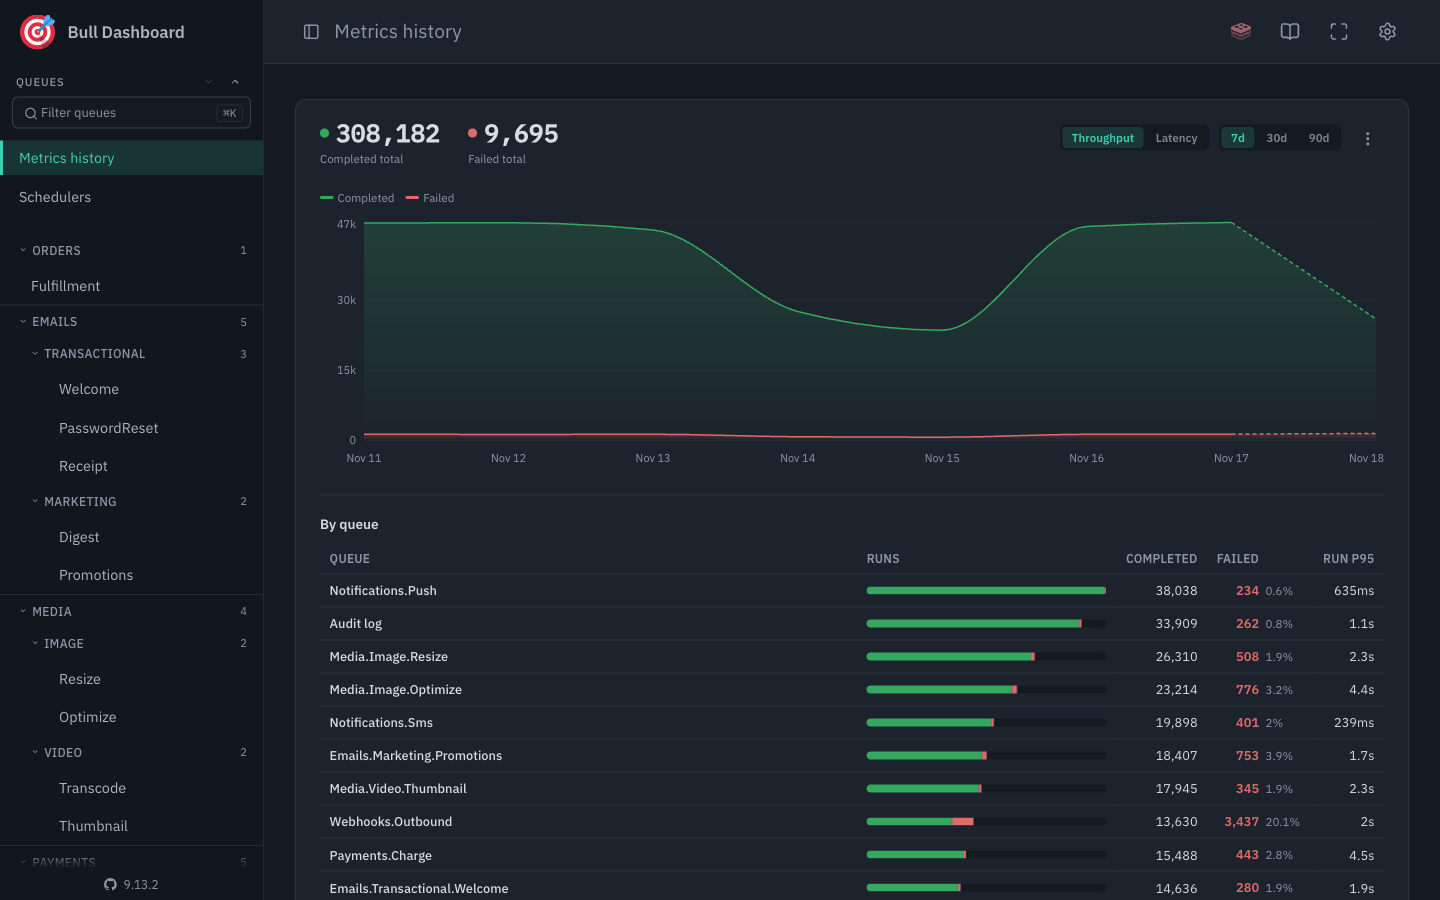 Bull Dashboard
QUEUES
Filter queues ⌘K
Metrics history
Schedulers
ORDERS 1
Fulfillment
EMAILS 5
TRANSACTIONAL 3
Welcome
PasswordReset
Receipt
MARKETING 2
Digest
Promotions
MEDIA 4
IMAGE 2
Resize
Optimize
VIDEO 2
Transcode
Thumbnail
PAYMENTS 5
9.13.2
Metrics history
308,182 9,695
Completed total Failed total
Throughput Latency 7d 30d 90d
Completed Failed
47k
30k
15k
0
Nov 11 Nov 12 Nov 13 Nov 14 Nov 15 Nov 16 Nov 17 Nov 18
By queue
QUEUE RUNS COMPLETED FAILED RUN P95
Notifications.Push 38,038 234 0.6% 635ms
Audit log 33,909 262 0.8% 1.1s
Media.Image.Resize 26,310 508 1.9% 2.3s
Media.Image.Optimize 23,214 776 3.2% 4.4s
Notifications.Sms 19,898 401 2% 239ms
Emails.Marketing.Promotions 18,407 753 3.9% 1.7s
Media.Video.Thumbnail 17,945 345 1.9% 2.3s
Webhooks.Outbound 13,630 3,437 20.1% 2s
Payments.Charge 15,488 443 2.8% 4.5s
Emails.Transactional.Welcome 14,636 280 1.9% 1.9s